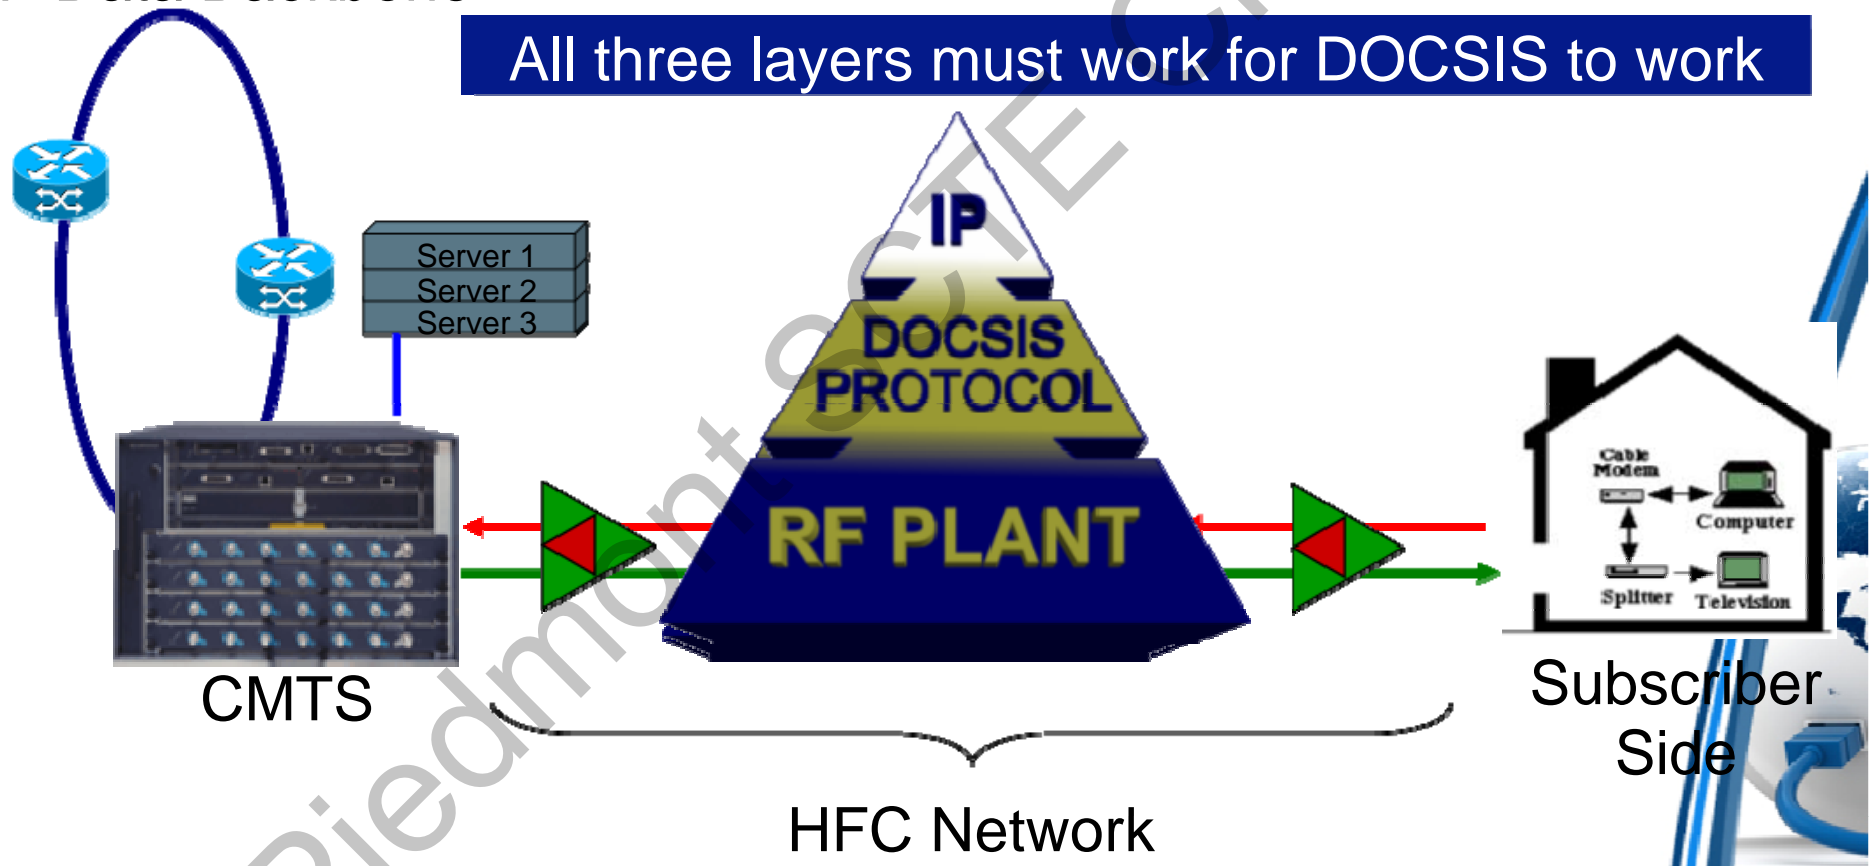 All three layers must work for DOCSIS to work
Server 1
Server 2
Server 3
IP
DOCSIS
PROTOCOL
RF PLANT
Cable
Modem
Computer
Splitter
Television
CMTS
Subscriber
Side
HFC Network
Piedmont SCTE